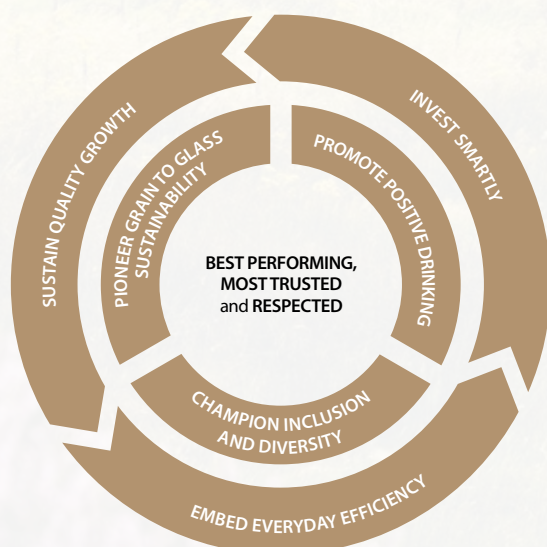 SUSTAIN QUALITY GROWTH
INVEST SMARTLY
EMBED EVERYDAY EFFICIENCY
PIONEER GRAIN TO GLASS
SUSTAINABILITY
PROMOTE POSITIVE DRINKING
CHAMPION INCLUSION
AND DIVERSITY
BEST PERFORMING,
MOST TRUSTED
and RESPECTED